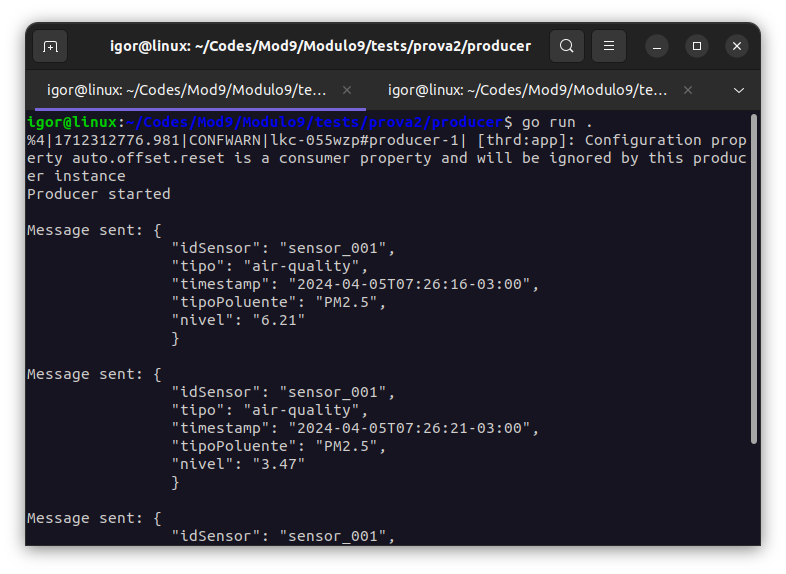 igor@linux: ~/Codes/Mod9/Modulo9/tests/prova2/producer
igor@linux: ~/Codes/Mod9/Modulo9/te...
igor@linux: ~/Codes/Mod9/Modulo9/te...
igor@linux:~/Codes/Mod9/Modulo9/tests/prova2/producer$ go run .
%4|1712312776.981|CONFWARN|lkc-055wzp#producer-1| [thrd:app]: Configuration prop
erty auto.offset.reset is a consumer property and will be ignored by this produc
er instance
Producer started
Message sent: {
"idSensor": "sensor_001",
"tipo": "air-quality",
"timestamp": "2024-04-05T07:26:16-03:00",
"tipoPoluente": "PM2.5",
"nivel": "6.21"
}
Message sent: {
"idSensor": "sensor_001",
"tipo": "air-quality",
"timestamp": "2024-04-05T07:26:21-03:00",
"tipoPoluente": "PM2.5",
"nivel": "3.47"
}
Message sent: {
"idSensor": "sensor_001",